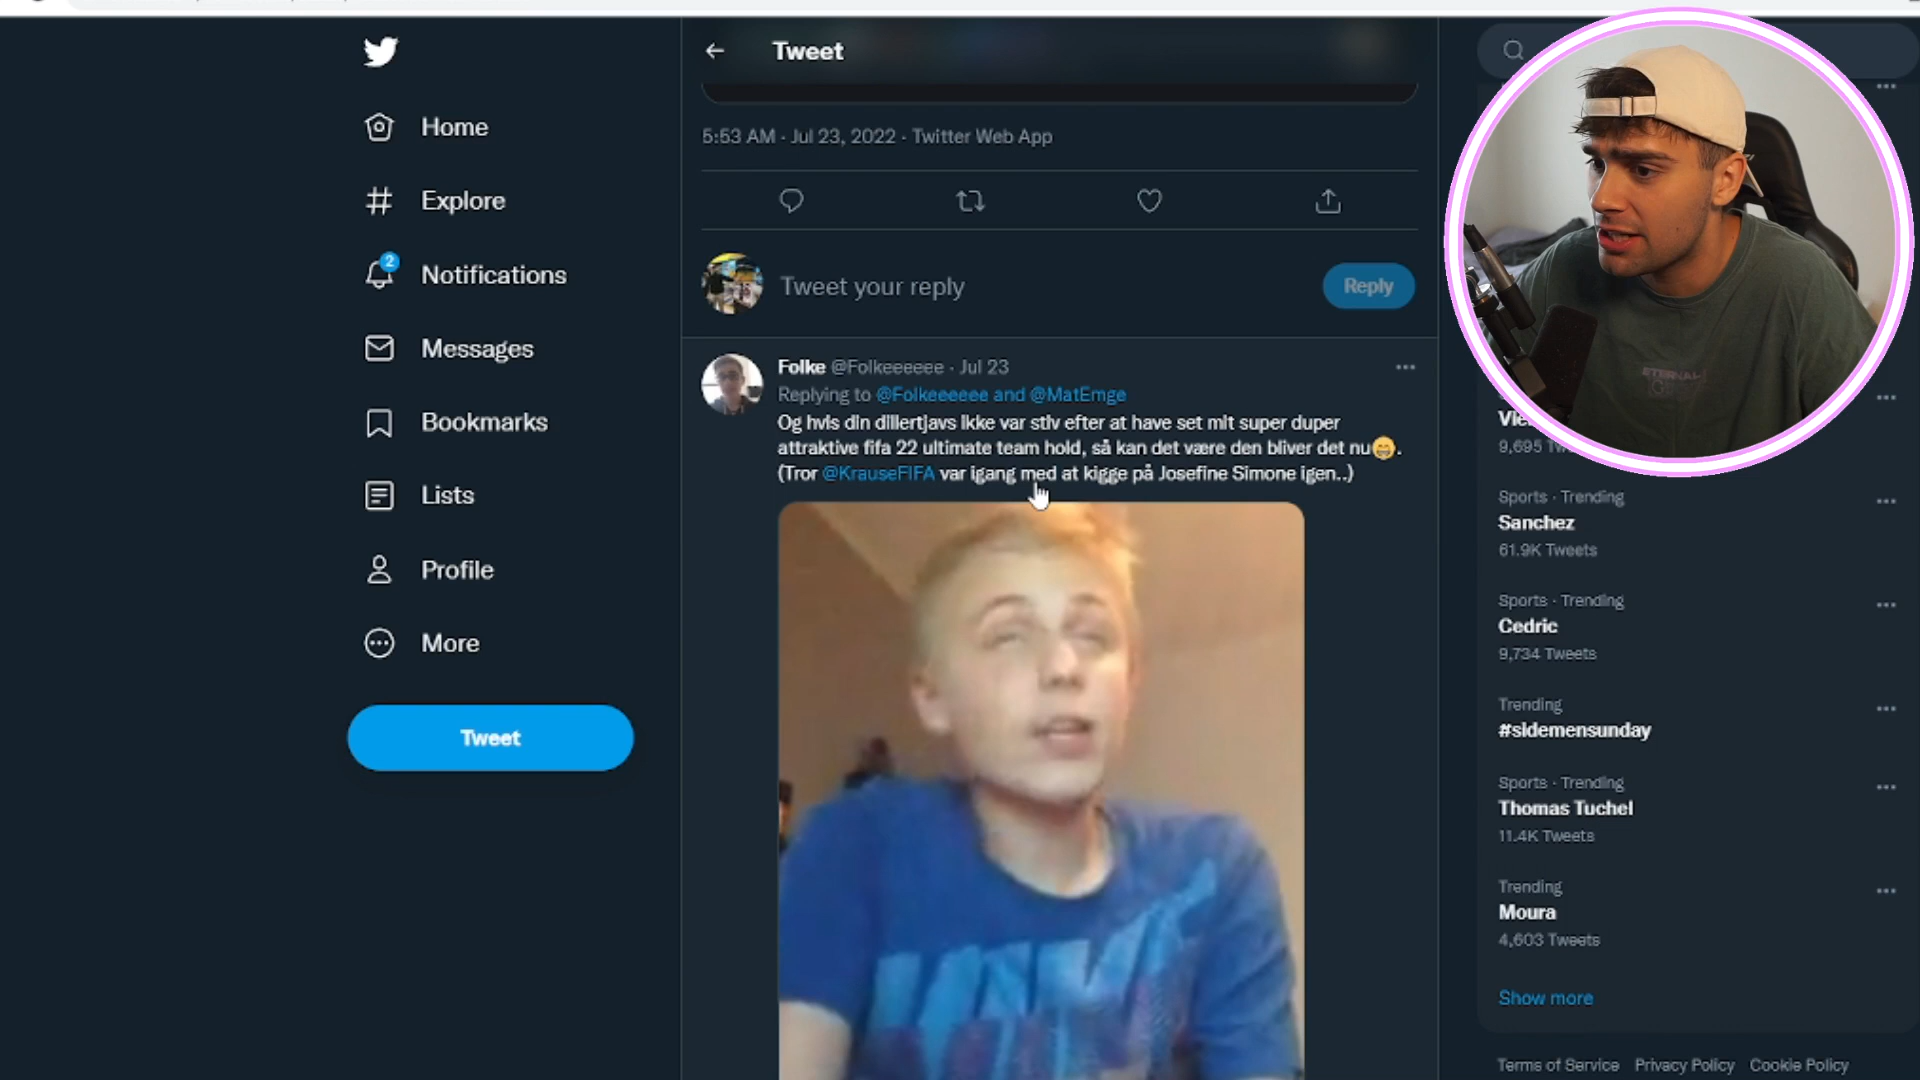 Tweet
5:53 AM · Jul 23, 2022 · Twitter Web App
Home
Explore
2
Notifications
Messages
Bookmarks
Lists
Profile
More
Tweet
Tweet your reply
Reply
Folke @Folkeeeeee · Jul 23
Replying to @Folkeeeeee and @MatEmge
Og hvis din dillertjavs ikke var stiv efter at have set mit super duper
attraktive fifa 22 ultimate team hold, så kan det være den bliver det nu😁.
(Tror @KrauseFIFA var igang med at kigge på Josefine Simone igen..)
ETERNAL
9,695
Sports · Trending
Sanchez
61.9K Tweets
Sports · Trending
Cedric
9,734 Tweets
Trending
#sidemensunday
Sports · Trending
Thomas Tuchel
11.4K Tweets
Trending
Moura
4,603 Tweets
Show more
Terms of Service Privacy Policy Cookie Policy